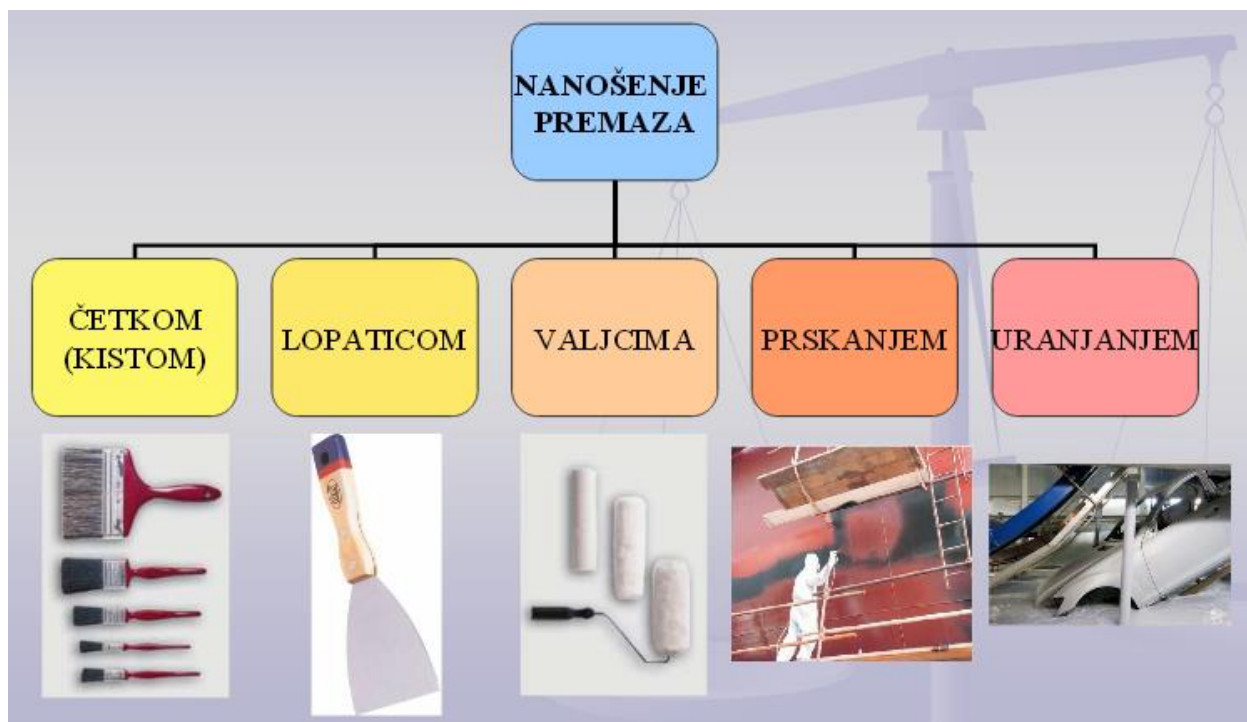 NANOŠENJE
PREMAZA
ČETKOM
(KISTOM)
LOPATICOM
VALJCIMA
PRSKANJEM
URANJANJEM